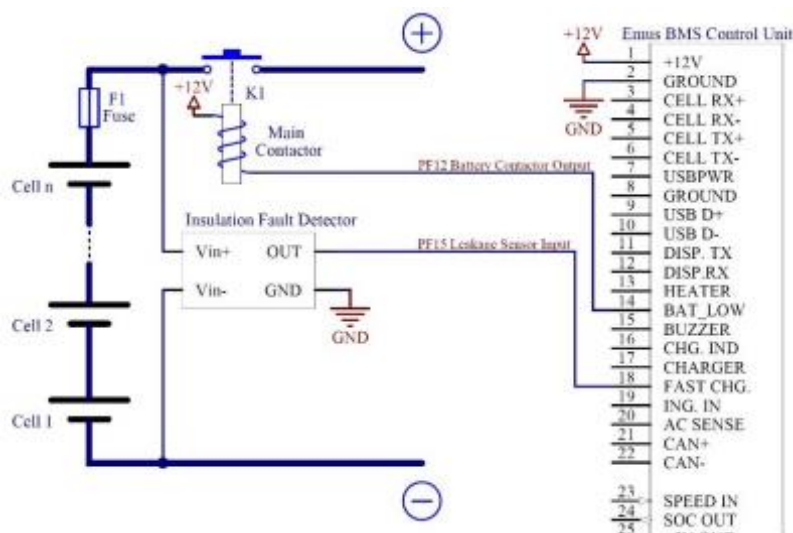 +12V
Emus BMS Control Unit
F1
Fuse
+12V
K1
Main
Contactor
PF12 Battery Contactor Output
Cell n
Insulation Fault Detector
Vin+
OUT
PF15 Leakane Sensor Input
Vin-
GND
GND
Cell 2
Cell 1
GND
1 +12V
2 GROUND
3 CELL RX+
4 CELL RX-
5 CELL TX+
6 CELL TX-
7 USBPWR
8 GROUND
9 USB D+
10 USB D-
11 DISP. TX
12 DISP.RX
13 HEATER
14 BAT_LOW
15 BUZZER
16 CHG. IND
17 CHARGER
18 FAST CHG.
19 ING. IN
20 AC SENSE
21 CAN+
22 CAN-
23 SPEED IN
24 SOC OUT
25